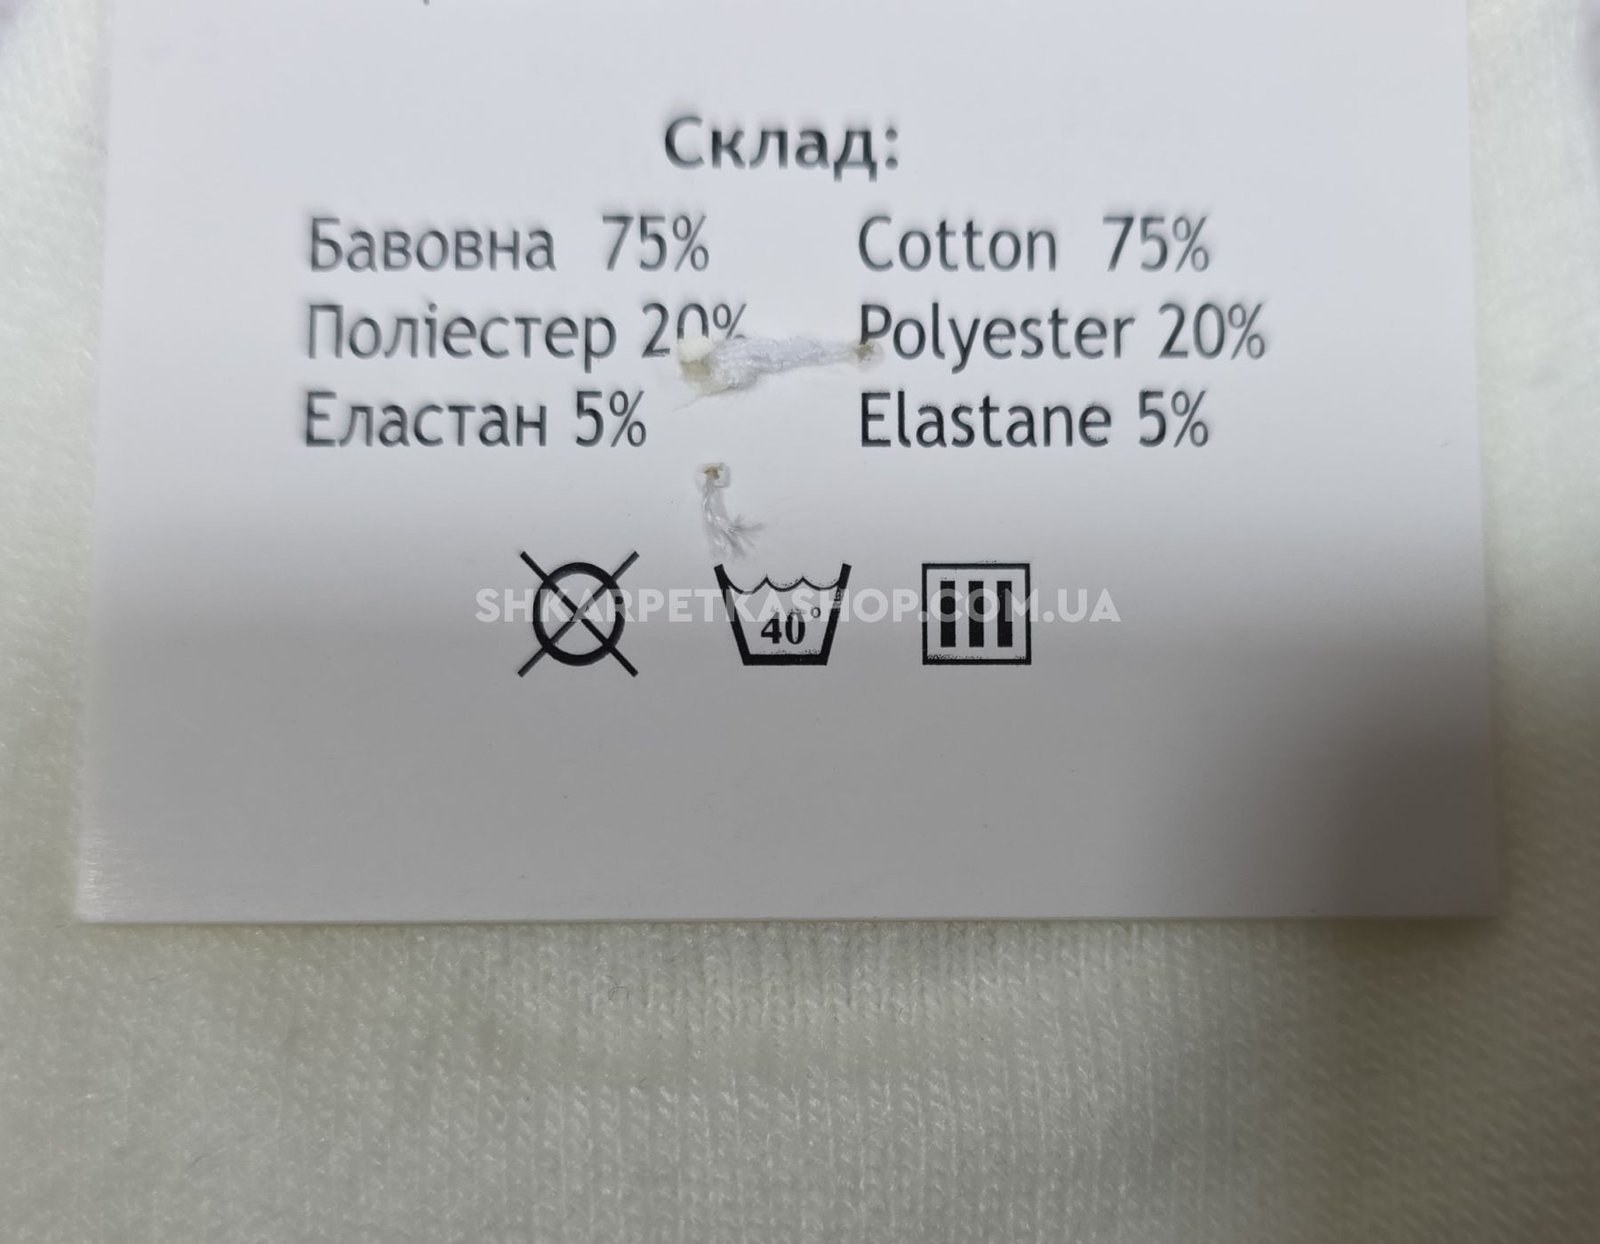 Склад:
Бавовна 75% Cotton 75%
Поліестер 20% Polyester 20%
Еластан 5% Elastane 5%
40°
SHKARPETKASHOP.COM.UA